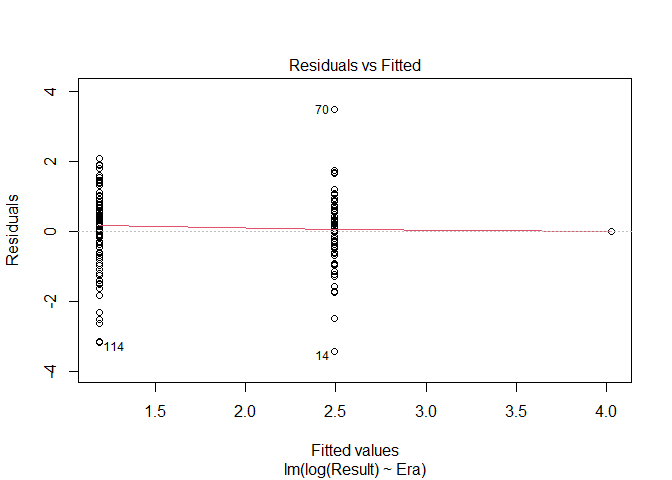 Residuals vs Fitted
4
2
0
-2
-4
Residuals
70
114
14
1.5 2.0 2.5 3.0 3.5 4.0
Fitted values
lm(log(Result) ~ Era)